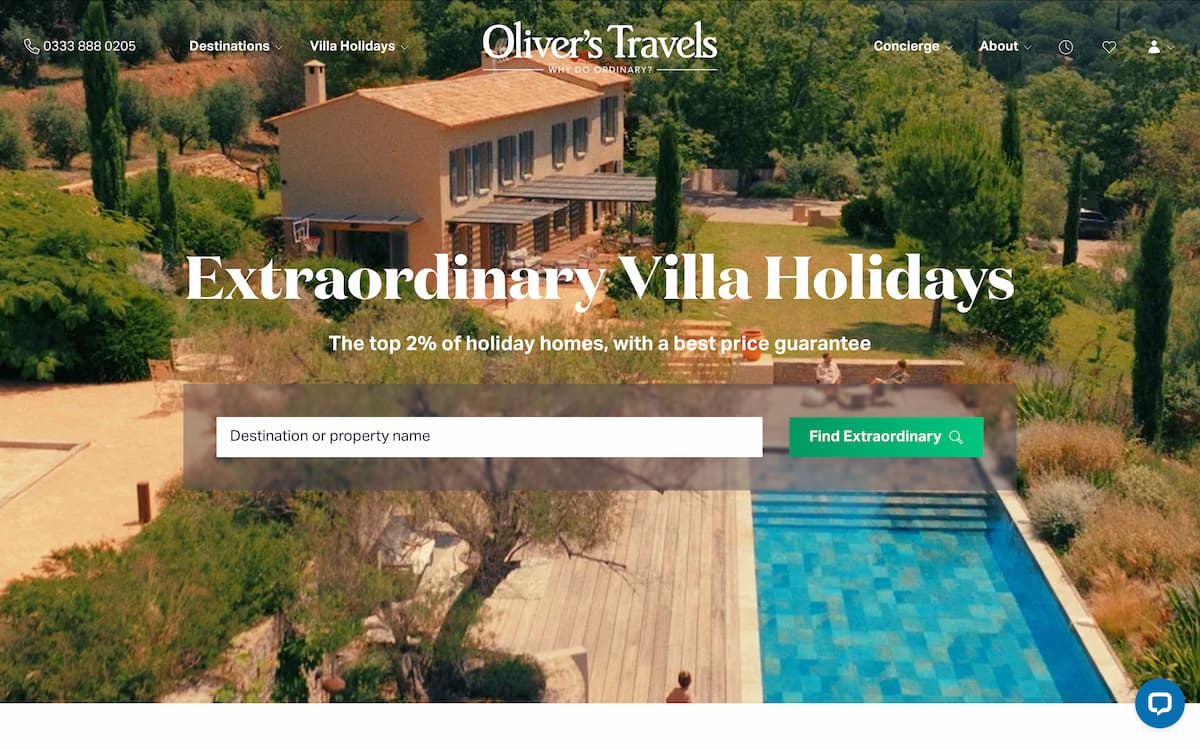 0333 888 0205
Destinations
Villa Holidays
Oliver's Travels
WHY DO ORDINARY?
Concierge
About
Extraordinary Villa Holidays
The top 2% of holiday homes, with a best price guarantee
Destination or property name
Find Extraordinary